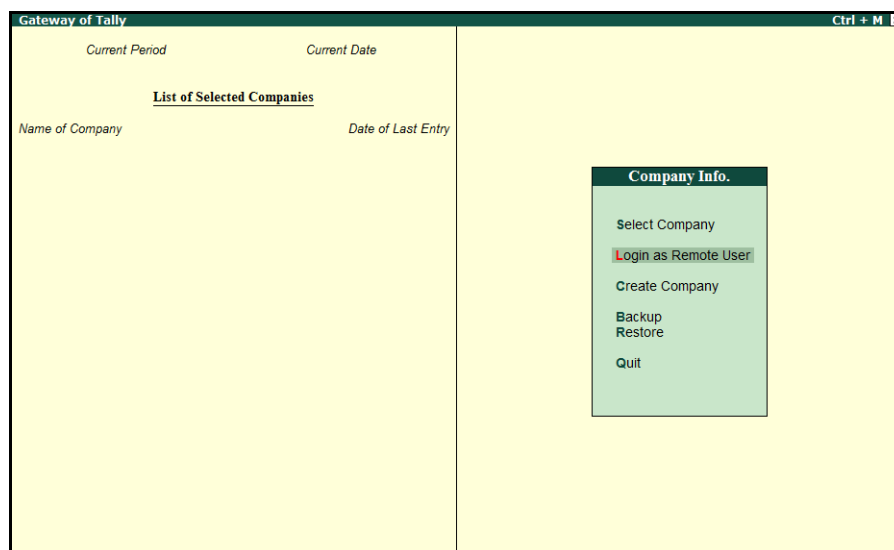 Gateway of Tally Ctrl + M
Current Period Current Date
List of Selected Companies
Name of Company Date of Last Entry
Company Info.
Select Company
Login as Remote User
Create Company
Backup
Restore
Quit